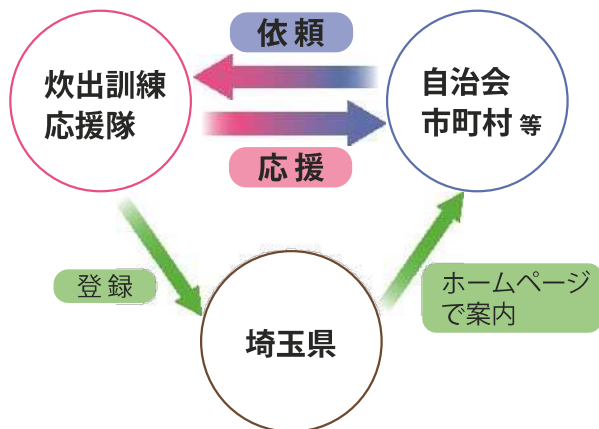 依頼
炊出訓練
応援隊
自治会
市町村 等
応援
登録
ホームページ
で案内
埼玉県